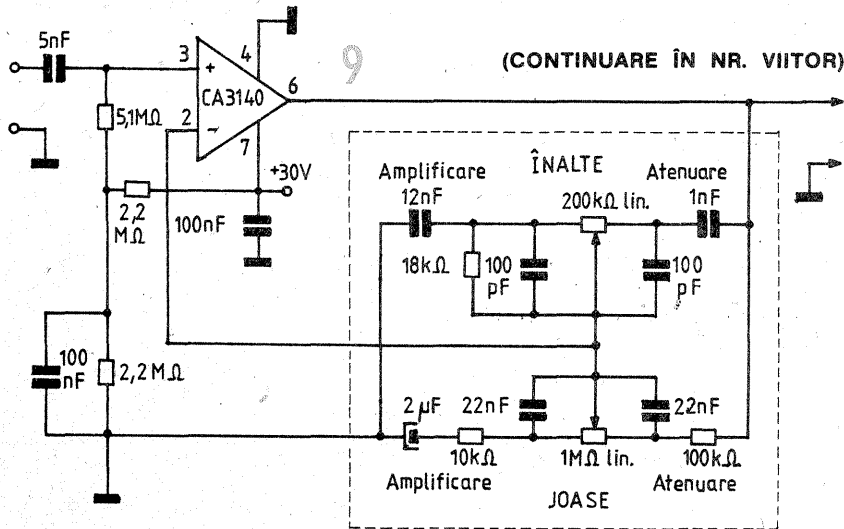 5nF
3
+
4
9
(CONTINUARE ÎN NR. VIITOR)
CA3140
6
5,1MΩ
2
-
7
+30V
2,2
MΩ
100nF
Amplificare
ÎNALTE
Atenuare
12nF
200kΩ lin.
1nF
18kΩ
100
pF
100
pF
100
nF
2,2MΩ
2µF
22nF
22nF
10kΩ
1MΩ lin.
100kΩ
Amplificare
Atenuare
JOASE